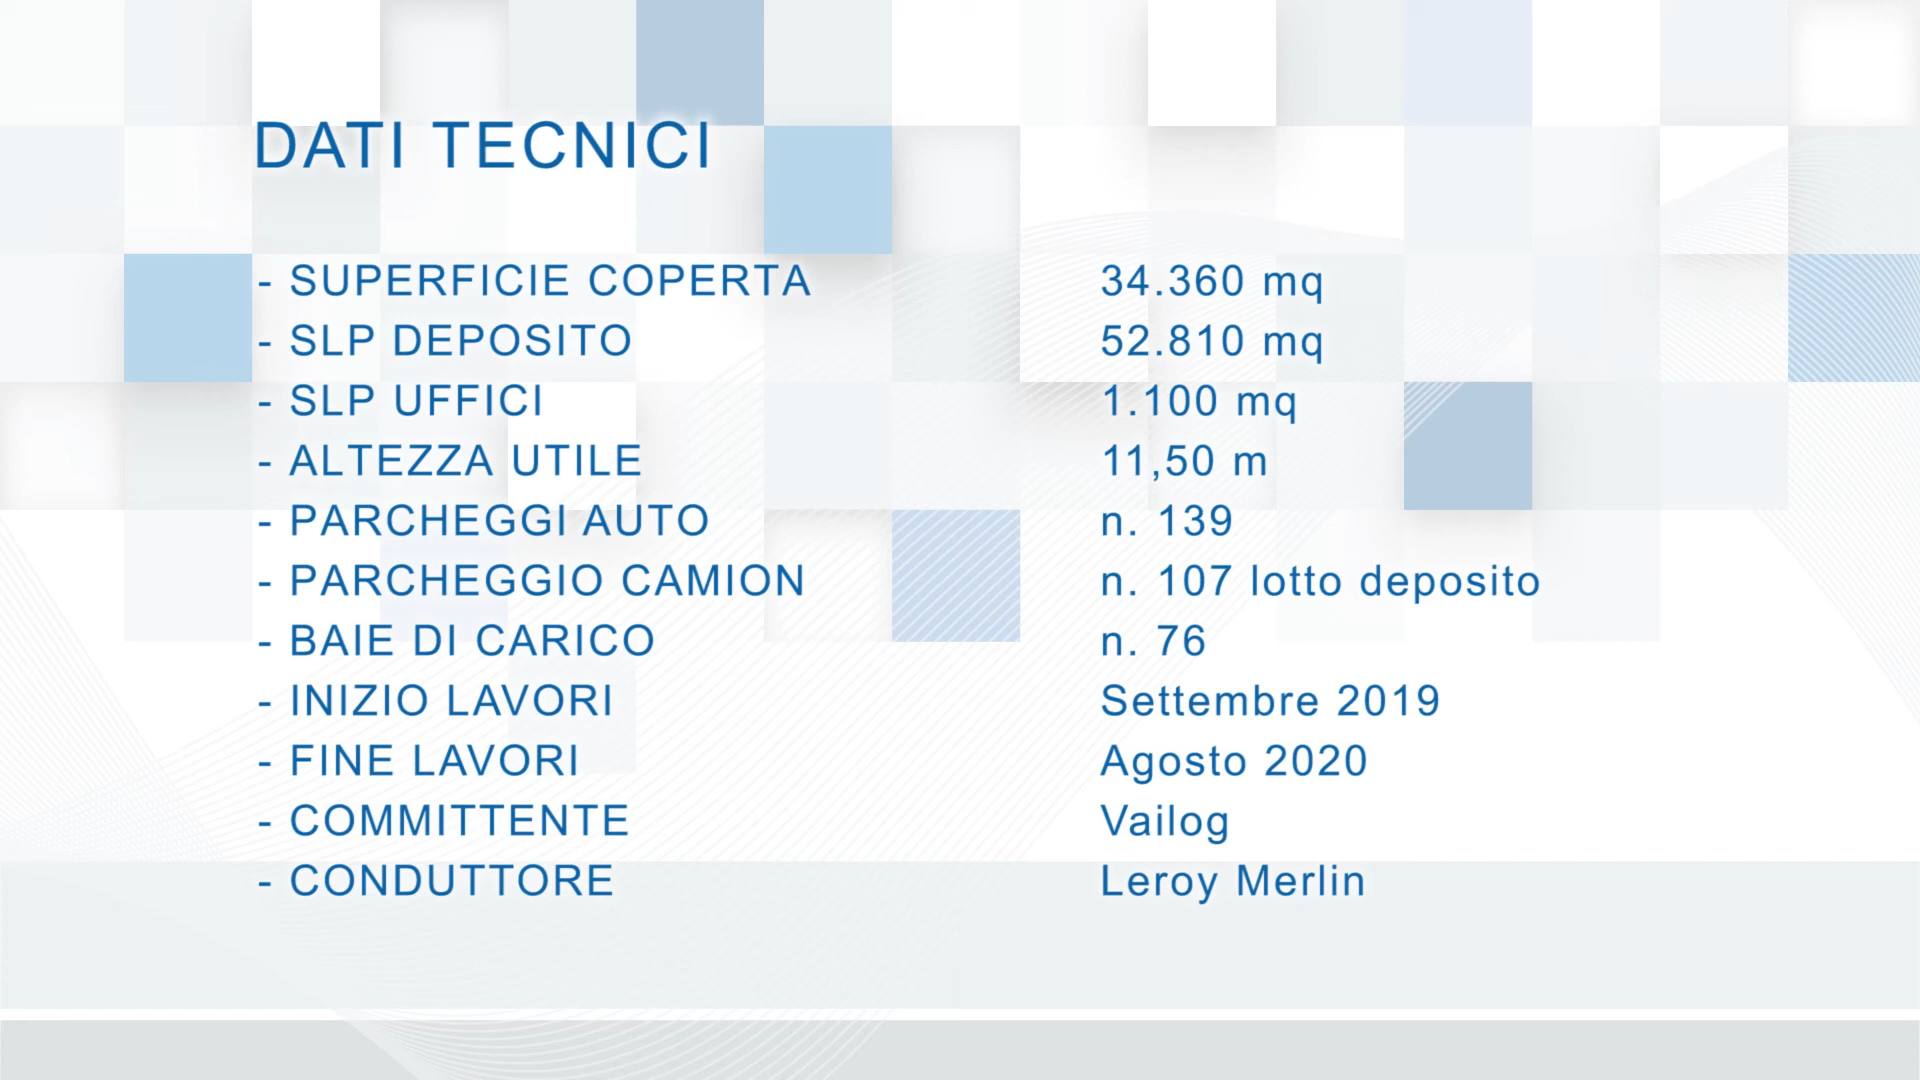 DATI TECNICI
- SUPERFICIE COPERTA 34.360 mq
- SLP DEPOSITO 52.810 mq
- SLP UFFICI 1.100 mq
- ALTEZZA UTILE 11,50 m
- PARCHEGGI AUTO n. 139
- PARCHEGGIO CAMION n. 107 lotto deposito
- BAIE DI CARICO n. 76
- INIZIO LAVORI Settembre 2019
- FINE LAVORI Agosto 2020
- COMMITTENTE Vailog
- CONDUTTORE Leroy Merlin